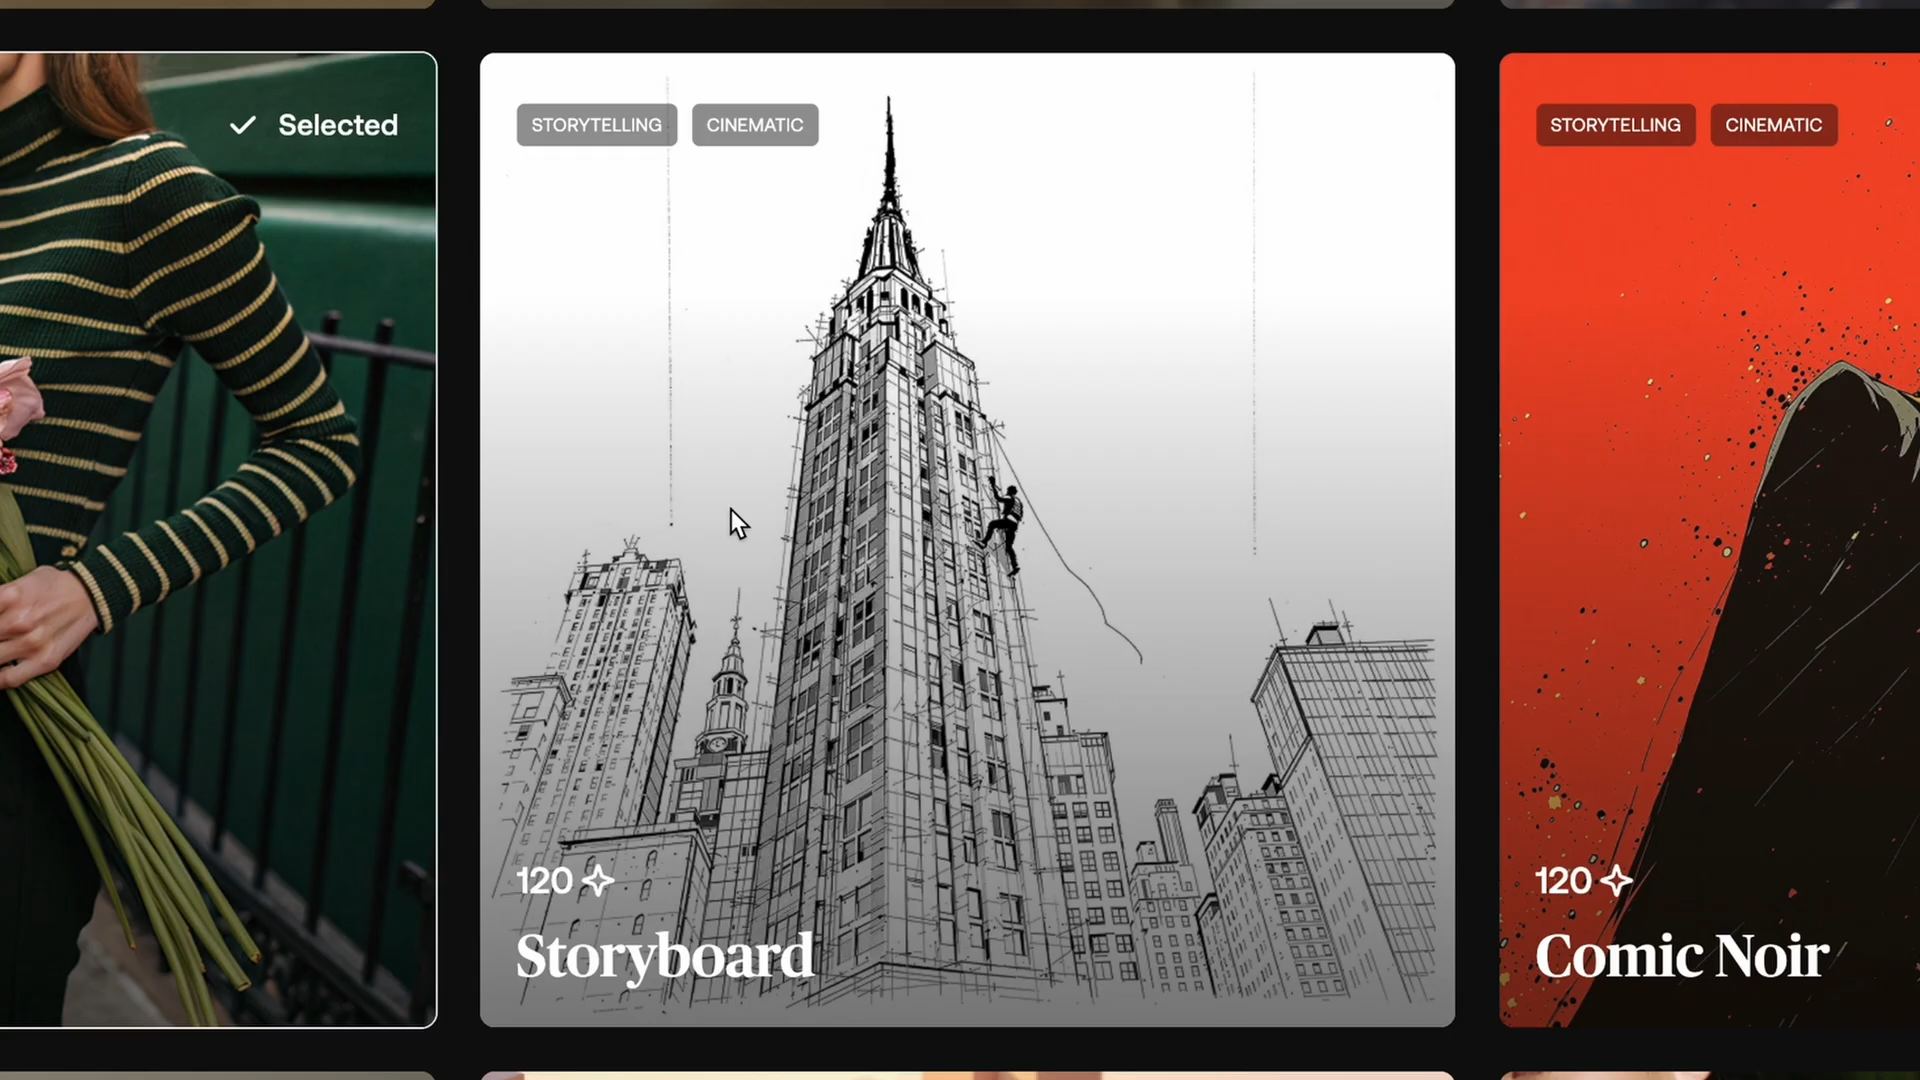 Selected
STORYTELLING CINEMATIC
120
Storyboard
STORYTELLING CINEMATIC
120
Comic Noir